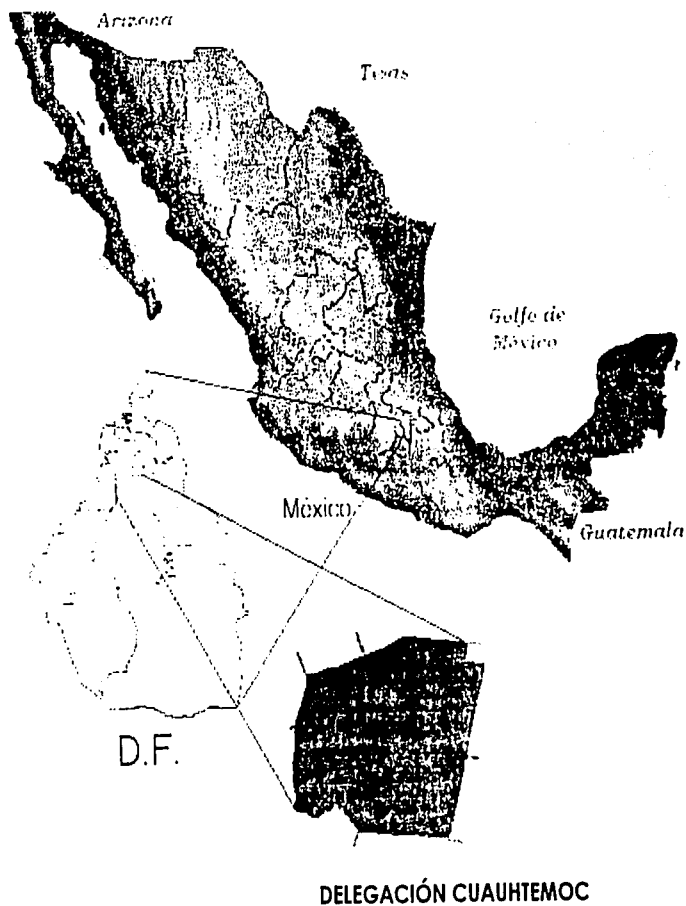 Arizona
Texas
Golfo de
México
México
Guatemala
D.F.
DELEGACIÓN CUAUHTEMOC